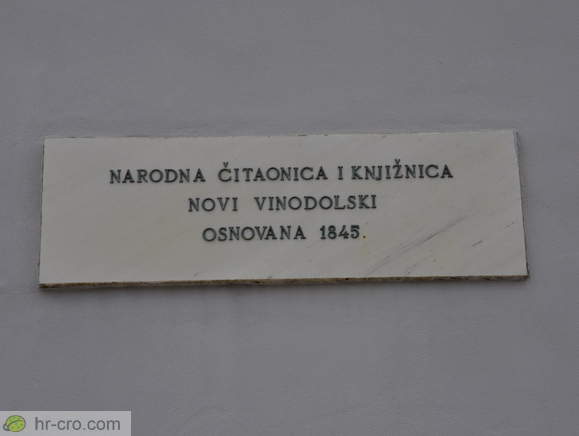 NARODNA ČITAONICA I KNJIŽNICA
NOVI VINODOLSKI
OSNOVANA 1845.
hr-cro.com